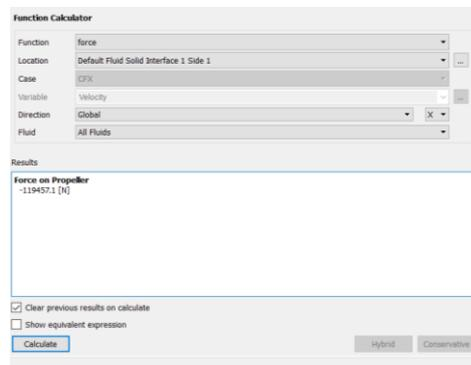 Function Calculator
Function force
Location Default Fluid Solid Interface 1 Side 1 ...
Case CFX
Variable Velocity ...
Direction Global X
Fluid All Fluids
Results
Force on Propeller
-119457.1 [N]
Clear previous results on calculate
Show equivalent expression
Calculate Hybrid Conservative